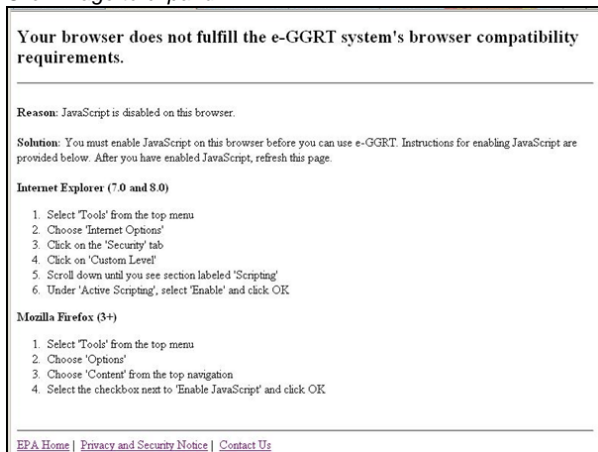 Your browser does not fulfill the e-GGRT system's browser compatibility
requirements.
Reason: JavaScript is disabled on this browser.
Solution: You must enable JavaScript on this browser before you can use e-GGRT. Instructions for enabling JavaScript are
provided below. After you have enabled JavaScript, refresh this page.
Internet Explorer (7.0 and 8.0)
1. Select 'Tools' from the top menu
2. Choose 'Internet Options'
3. Click on the 'Security' tab
4. Click on 'Custom Level'
5. Scroll down until you see section labeled 'Scripting'
6. Under 'Active Scripting', select 'Enable' and click OK
Mozilla Firefox (3+)
1. Select 'Tools' from the top menu
2. Choose 'Options'
3. Choose 'Content' from the top navigation
4. Select the checkbox next to 'Enable JavaScript' and click OK
EPA Home | Privacy and Security Notice | Contact Us